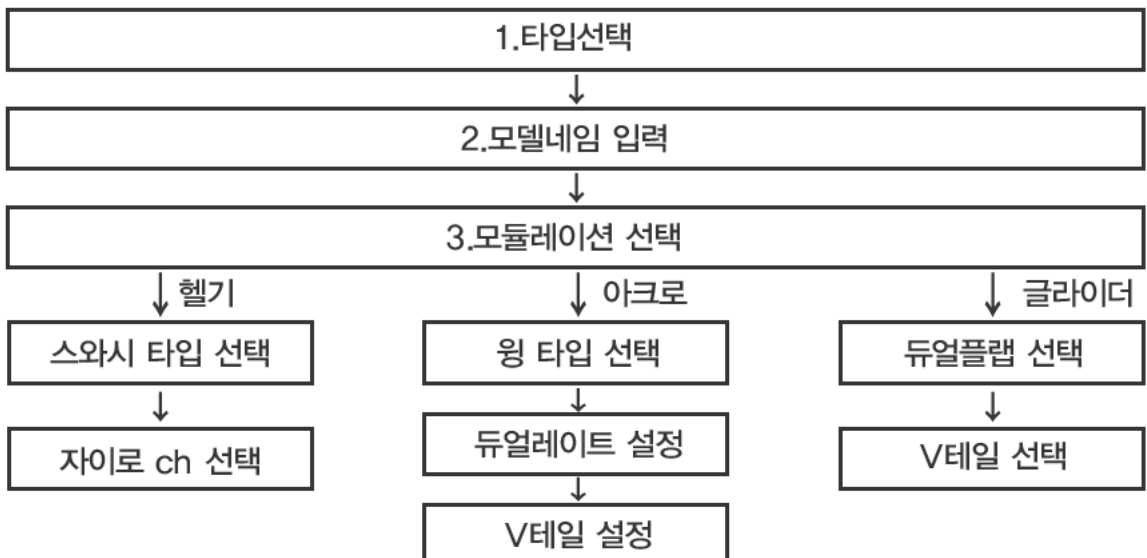 1.타입선택
↓
2.모델네임 입력
↓
3.모듈레이션 선택
↓헬기
↓ 아크로
↓ 글라이더
스와시 타입 선택
윙 타입 선택
듀얼플랩 선택
↓
↓
↓
자이로 ch 선택
듀얼레이트 설정
V테일 선택
↓
V테일 설정